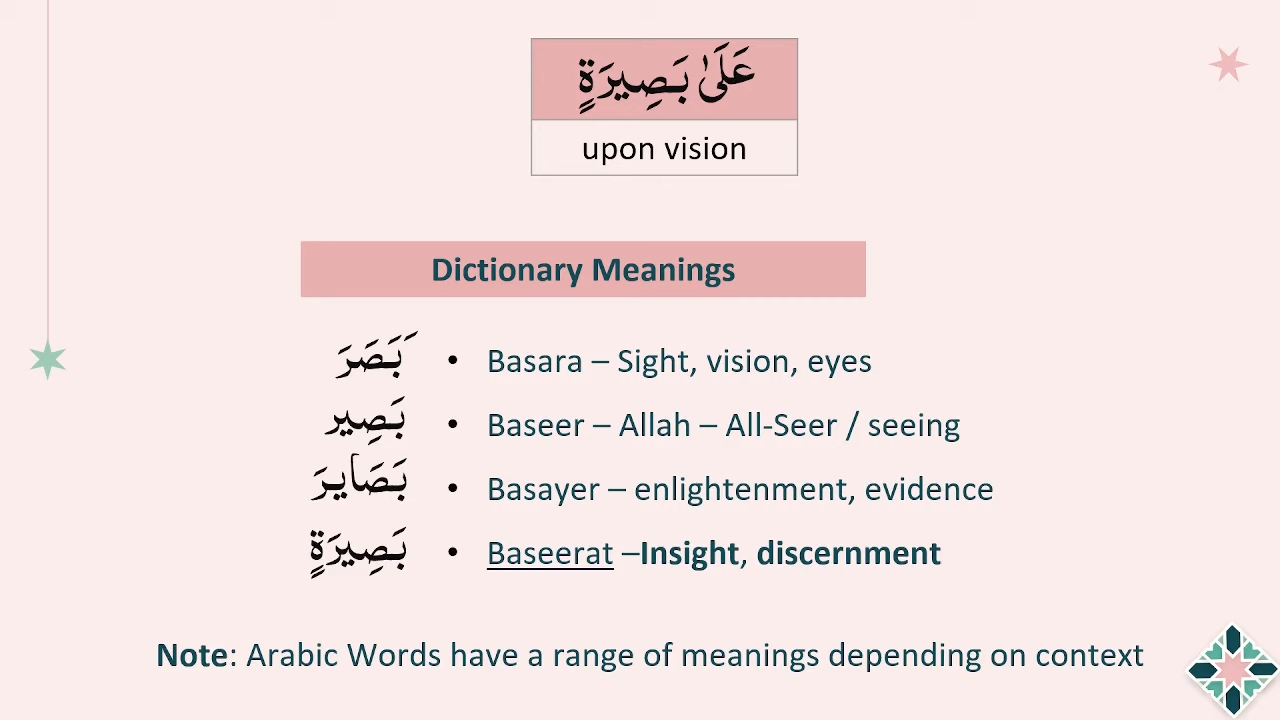 عَلَىٰ بَصِيرَةٍ
upon vision
Dictionary Meanings
بَصَرَ • Basara – Sight, vision, eyes
بَصِير • Baseer – Allah – All-Seer / seeing
بَصَايرَ • Basayer – enlightenment, evidence
بَصِيرَةٍ • Baseerat –Insight, discernment
Note: Arabic Words have a range of meanings depending on context